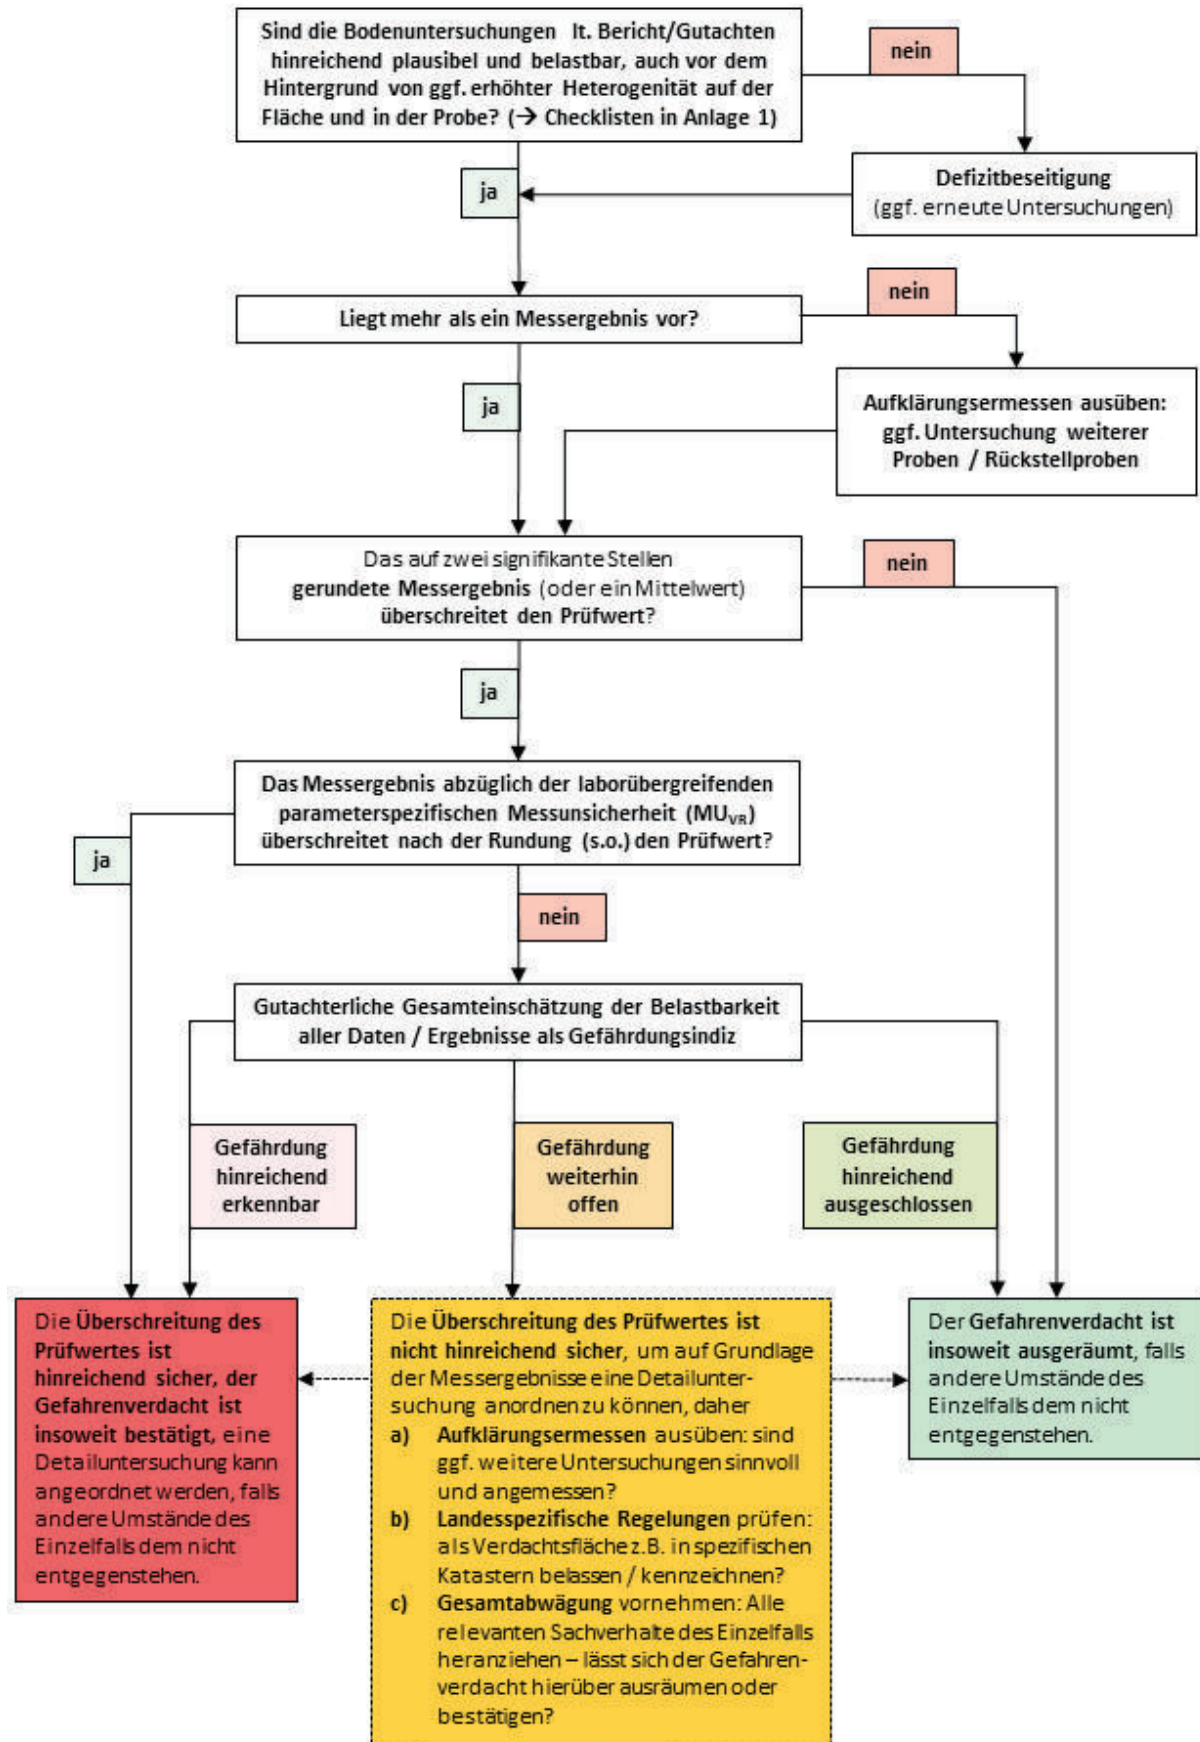 Sind die Bodenuntersuchungen lt. Bericht/Gutachten
hinreichend plausibel und belastbar, auch vor dem
Hintergrund von ggf. erhöhter Heterogenität auf der
Fläche und in der Probe? (→ Checklisten in Anlage 1)
nein
ja
Defizitbeseitigung
(ggf. erneute Untersuchungen)
Liegt mehr als ein Messergebnis vor?
nein
ja
Aufklärungsermessen ausüben:
ggf. Untersuchung weiterer
Proben / Rückstellproben
Das auf zwei signifikante Stellen
gerundete Messergebnis (oder ein Mittelwert)
überschreitet den Prüfwert?
nein
ja
Das Messergebnis abzüglich der laborübergreifenden
parameterspezifischen Messunsicherheit (MU_VR)
überschreitet nach der Rundung (s.o.) den Prüfwert?
ja
nein
Gutachterliche Gesamteinschätzung der Belastbarkeit
aller Daten / Ergebnisse als Gefährdungsindiz
Gefährdung
hinreichend
erkennbar
Gefährdung
weiterhin
offen
Gefährdung
hinreichend
ausgeschlossen
Die Überschreitung des
Prüfwertes ist
hinreichend sicher, der
Gefahrenverdacht ist
insoweit bestätigt, eine
Detailuntersuchung kann
angeordnet werden, falls
andere Umstände des
Einzelfalls dem nicht
entgegenstehen.
Die Überschreitung des Prüfwertes ist
nicht hinreichend sicher, um auf Grundlage
der Messergebnisse eine Detailunter-
suchung anordnen zu können, daher
a) Aufklärungsermessen ausüben: sind
ggf. weitere Untersuchungen sinnvoll
und angemessen?
b) Landesspezifische Regelungen prüfen:
als Verdachtsfläche z.B. in spezifischen
Katastern belassen / kennzeichnen?
c) Gesamtabwägung vornehmen: Alle
relevanten Sachverhalte des Einzelfalls
heranziehen – lässt sich der Gefahren-
verdacht hierüber ausräumen oder
bestätigen?
Der Gefahrenverdacht ist
insoweit ausgeräumt, falls
andere Umstände des
Einzelfalls dem nicht
entgegenstehen.